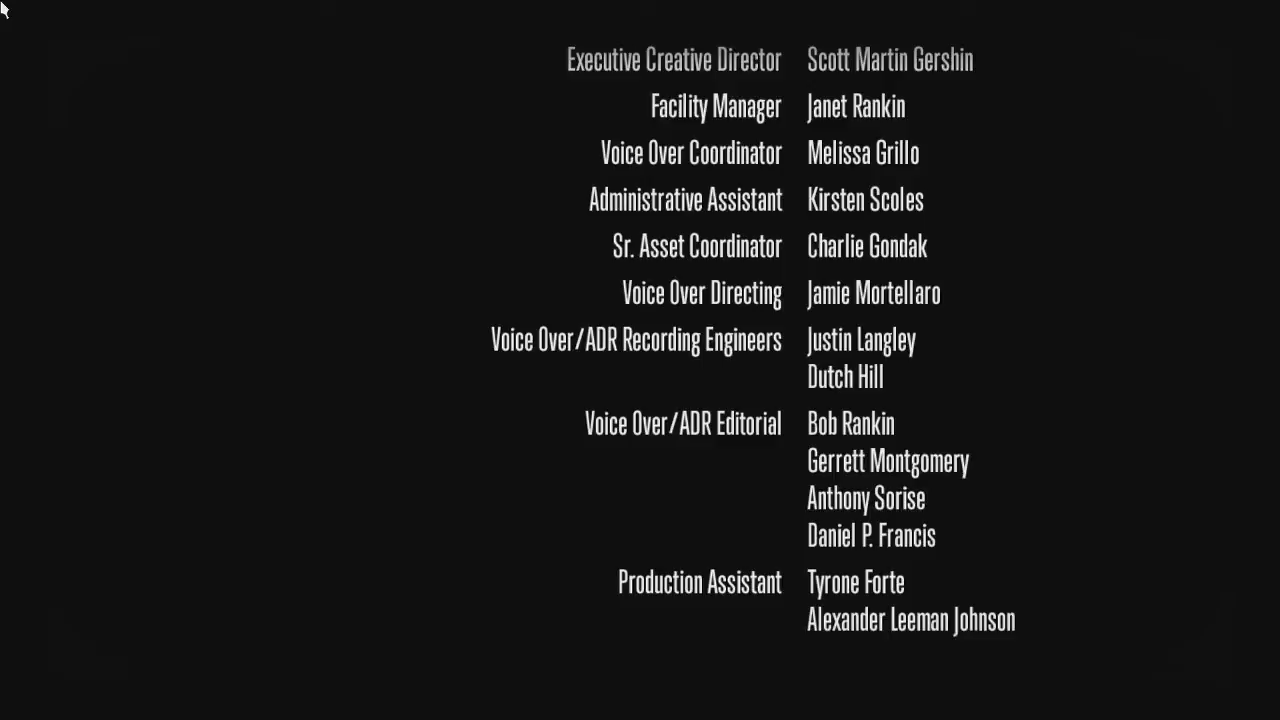 Executive Creative Director Scott Martin Gershin
Facility Manager Janet Rankin
Voice Over Coordinator Melissa Grillo
Administrative Assistant Kirsten Scoles
Sr. Asset Coordinator Charlie Gondak
Voice Over Directing Jamie Mortellaro
Voice Over/ADR Recording Engineers Justin Langley
Dutch Hill
Voice Over/ADR Editorial Bob Rankin
Gerrett Montgomery
Anthony Sorise
Daniel P. Francis
Production Assistant Tyrone Forte
Alexander Leeman Johnson